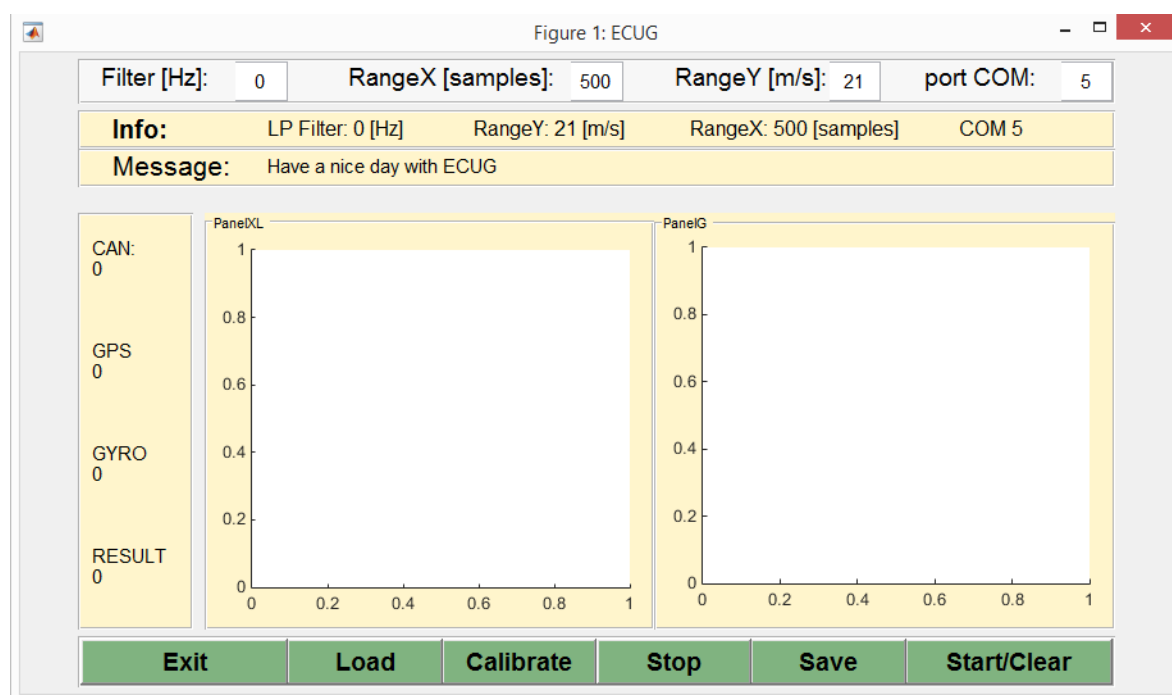 Figure 1: ECUG
Filter [Hz]: 0 RangeX [samples]: 500 RangeY [m/s]: 21 port COM: 5
Info: LP Filter: 0 [Hz] RangeY: 21 [m/s] RangeX: 500 [samples] COM 5
Message: Have a nice day with ECUG
CAN:
0
GPS
0
GYRO
0
RESULT
0
PanelXL
1
0.8
0.6
0.4
0.2
0
0 0.2 0.4 0.6 0.8 1
PanelG
1
0.8
0.6
0.4
0.2
0
0 0.2 0.4 0.6 0.8 1
Exit Load Calibrate Stop Save Start/Clear